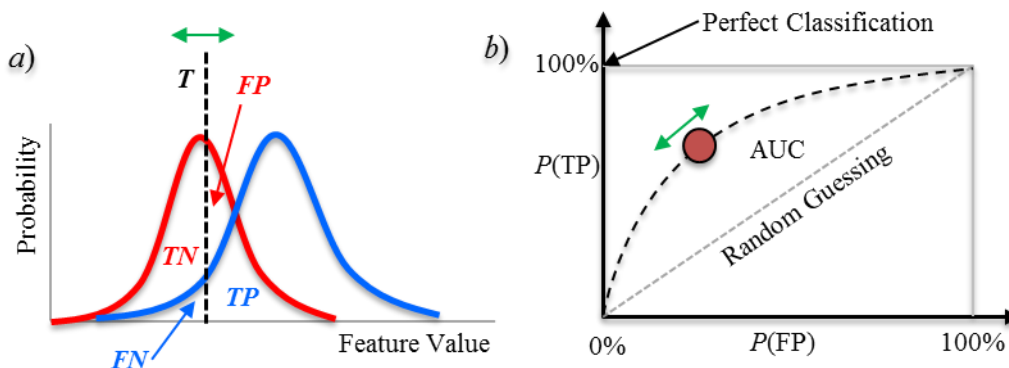 a)
T
FP
Probability
TN
TP
FN
Feature Value
b)
Perfect Classification
100%
P(TP)
AUC
Random Guessing
0%
P(FP)
100%